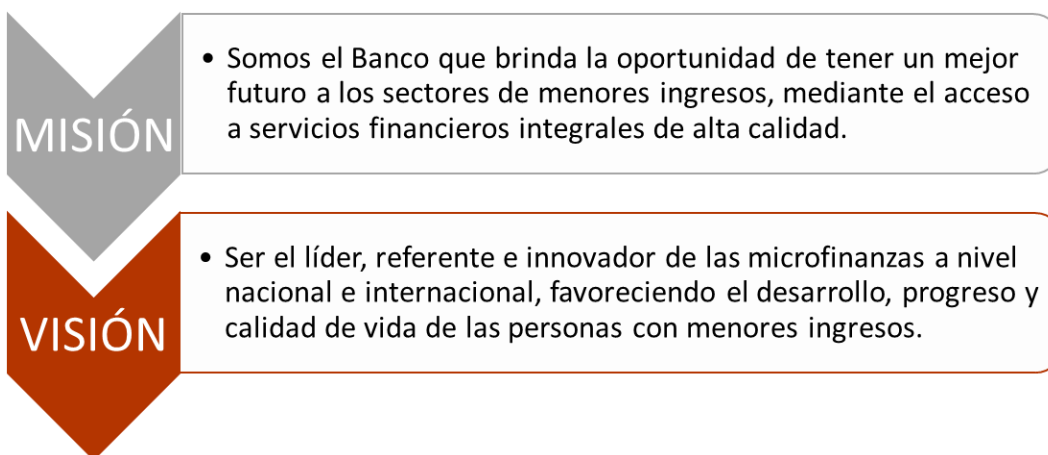 MISIÓN
• Somos el Banco que brinda la oportunidad de tener un mejor
futuro a los sectores de menores ingresos, mediante el acceso
a servicios financieros integrales de alta calidad.
VISIÓN
• Ser el líder, referente e innovador de las microfinanzas a nivel
nacional e internacional, favoreciendo el desarrollo, progreso y
calidad de vida de las personas con menores ingresos.